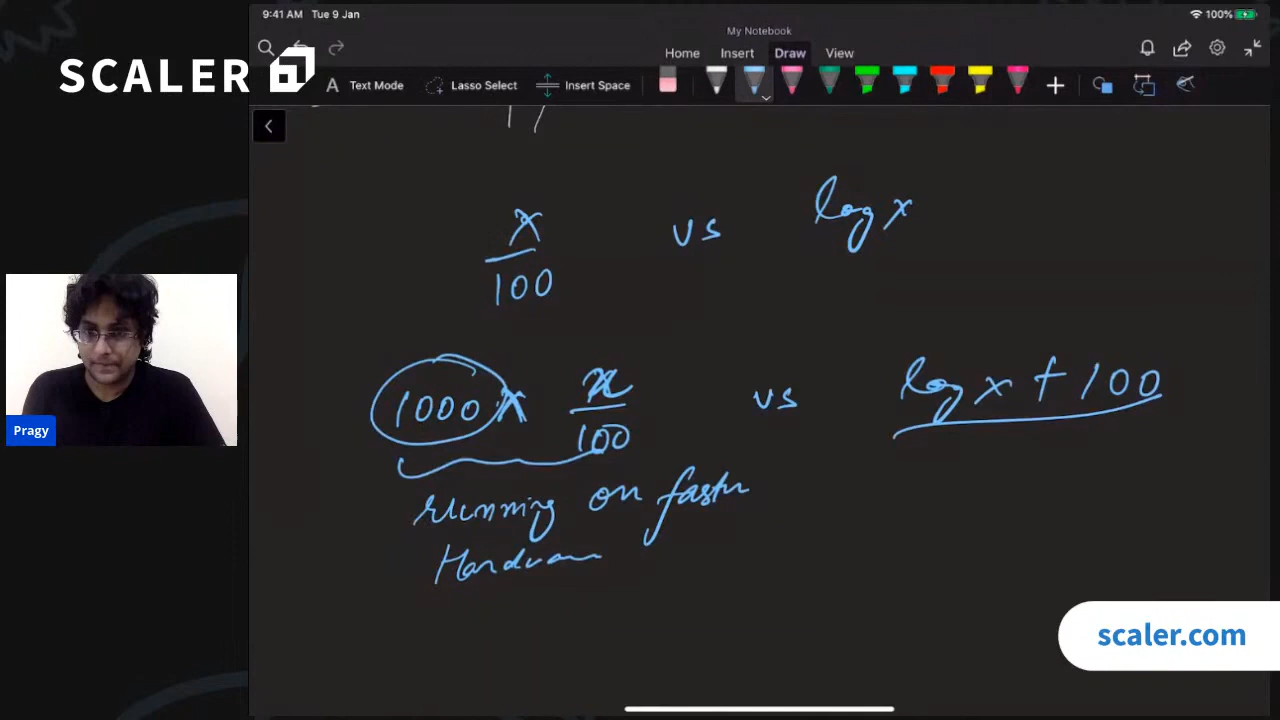 9:41 AM Tue 9 Jan
100%
My Notebook
Home Insert Draw View
SCALER
A Text Mode Lasso Select Insert Space
x/100 vs log x
1000 x x/100 vs log x + 100
Running on faster
Hardware
Pragy
scaler.com